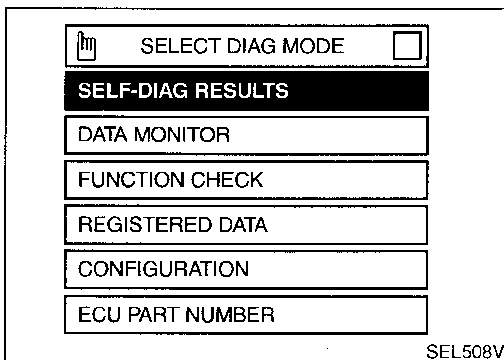 SELECT DIAG MODE
SELF-DIAG RESULTS
DATA MONITOR
FUNCTION CHECK
REGISTERED DATA
CONFIGURATION
ECU PART NUMBER
SEL508V